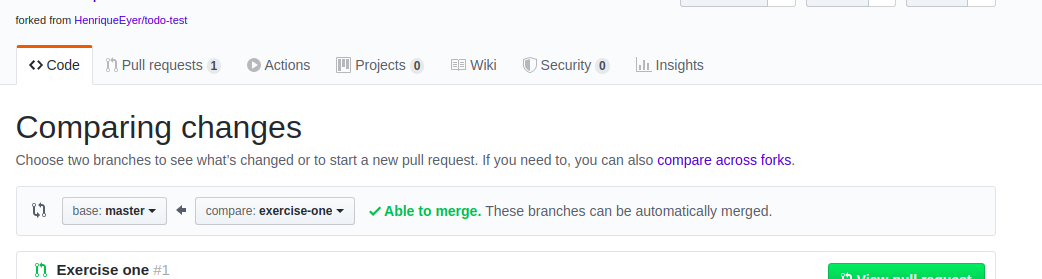 forked from HenriqueEyer/todo-test
Code Pull requests 1 Actions Projects 0 Wiki Security 0 Insights
Comparing changes
Choose two branches to see what's changed or to start a new pull request. If you need to, you can also compare across forks.
base: master compare: exercise-one Able to merge. These branches can be automatically merged.
Exercise one #1 View pull request